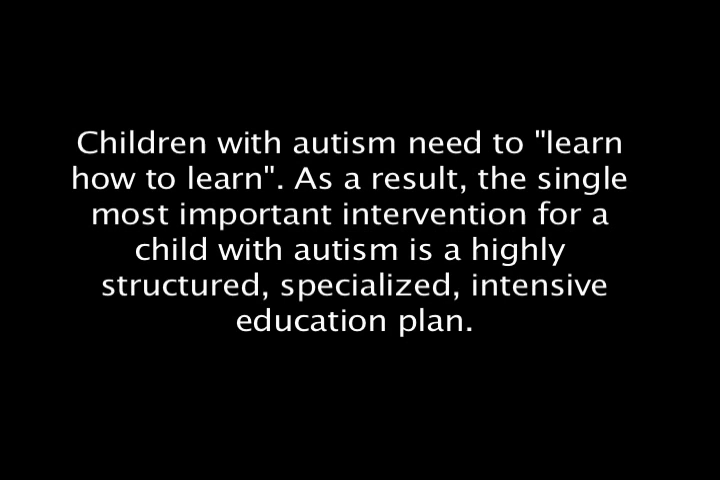 Children with autism need to "learn
how to learn". As a result, the single
most important intervention for a
child with autism is a highly
structured, specialized, intensive
education plan.